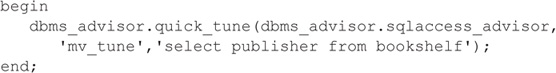 begin
    dbms_advisor.quick_tune(dbms_advisor.sqlaccess_advisor,
        'mv_tune','select publisher from bookshelf');
end;